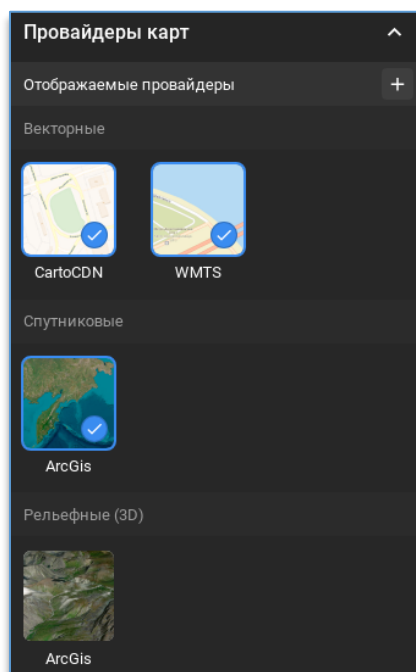 Провайдеры карт
Отображаемые провайдеры
Векторные
CartoCDN
WMTS
Спутниковые
ArcGis
Рельефные (3D)
ArcGis